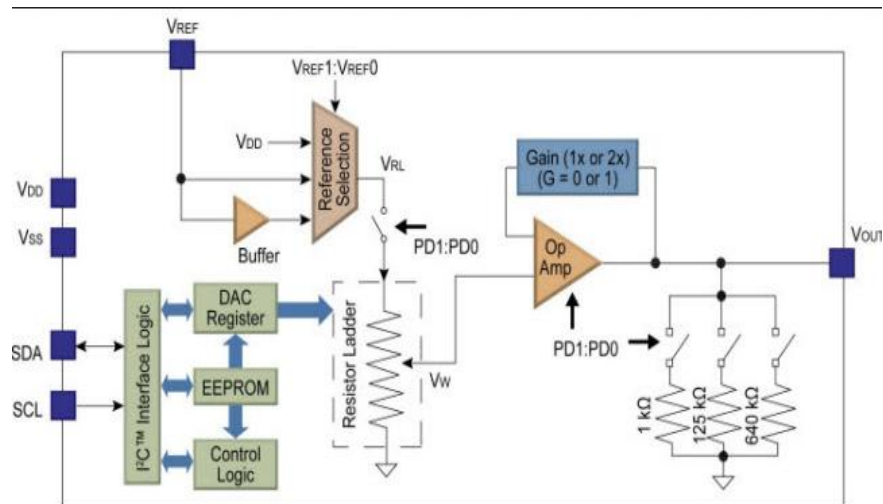 VREF
VREF1:VREF0
VDD
VRL
Reference
Selection
Buffer
PD1:PD0
Gain (1x or 2x)
(G = 0 or 1)
Op
Amp
VOUT
VDD
VSS
SDA
SCL
I²C™ Interface Logic
DAC
Register
EEPROM
Control
Logic
Resistor Ladder
VW
PD1:PD0
1 kΩ
125 kΩ
640 kΩ